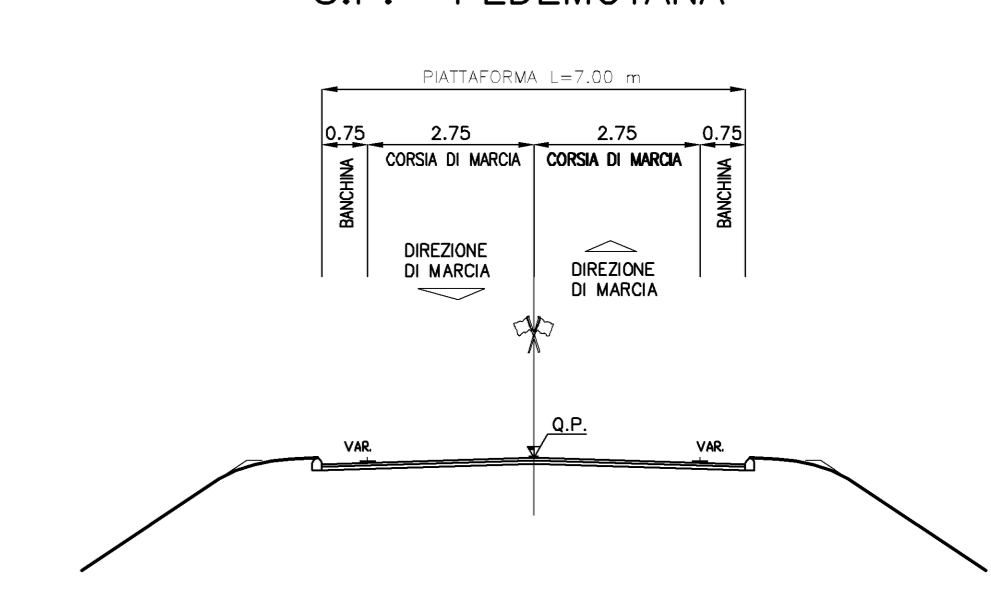 S.P. PEDEMOTANA
PIATTAFORMA L=7.00 m
0.75 2.75 2.75 0.75
CORSIA DI MARCIA CORSIA DI MARCIA
BANCHINA BANCHINA
DIREZIONE
DI MARCIA
DIREZIONE
DI MARCIA
Q.P.
VAR. VAR.